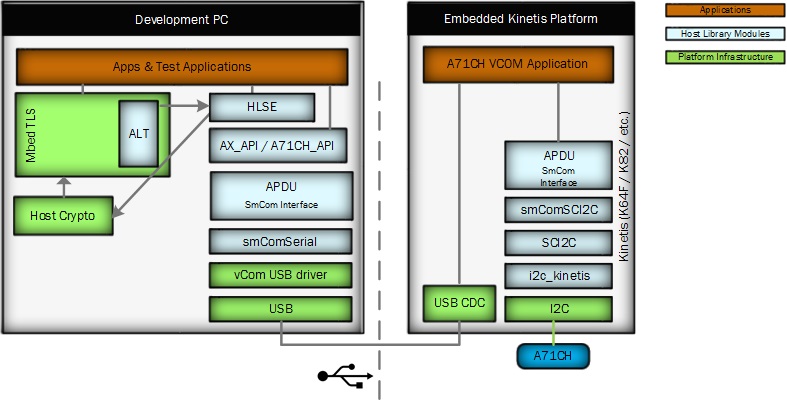 Development PC
Apps & Test Applications
Mbed TLS
ALT
HLSE
AX_API / A71CH_API
Host Crypto
APDU
SmCom Interface
smComSerial
vCom USB driver
USB
Embedded Kinetis Platform
A71CH VCOM Application
APDU
SmCom
Interface
smComSCI2C
SCI2C
i2c_kinetis
USB CDC
I2C
A71CH
Kinetis (K64F / K82 / etc.)
Applications
Host Library Modules
Platform Infrastructure